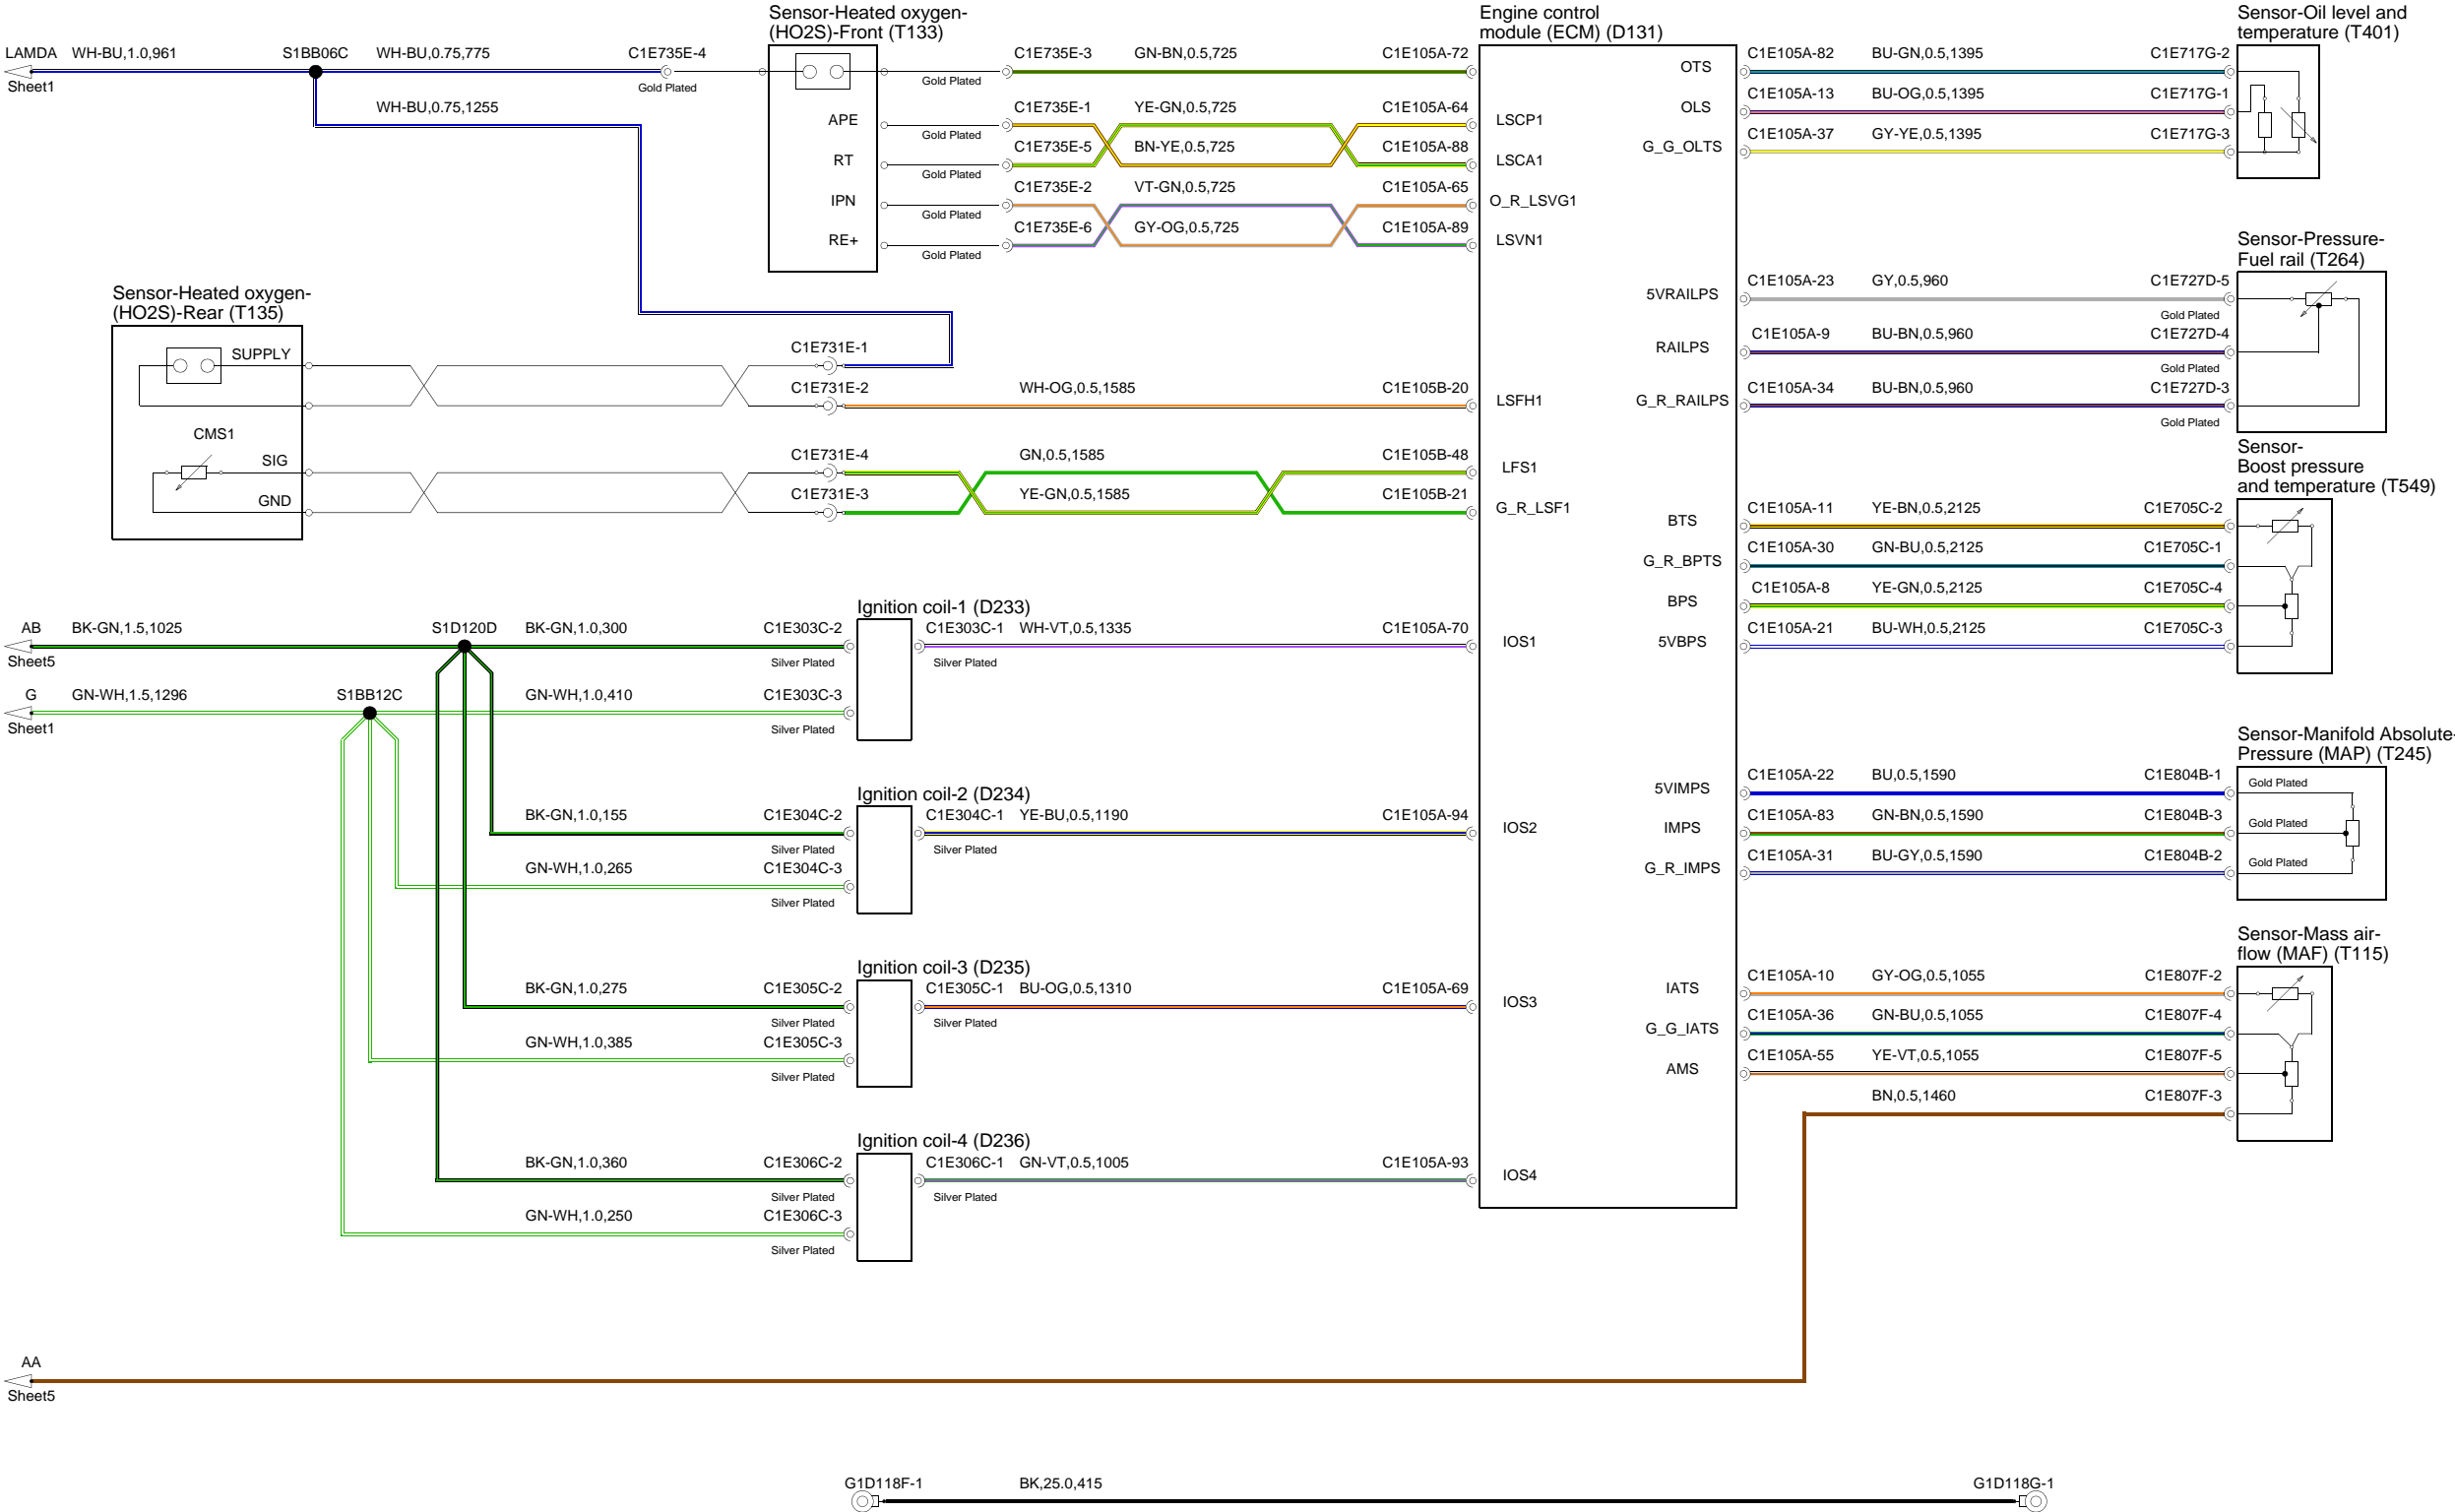 Sensor-Heated oxygen-
(HO2S)-Front (T133)
Engine control
module (ECM) (D131)
Sensor-Oil level and
temperature (T401)
LAMDA WH-BU,1.0,961 S1BB06C WH-BU,0.75,775 C1E735E-4
Sheet1
Gold Plated
WH-BU,0.75,1255
C1E735E-3 GN-BN,0.5,725 C1E105A-72
Gold Plated
APE
C1E735E-1 YE-GN,0.5,725 C1E105A-64
LSCP1
Gold Plated
RT
C1E735E-5 BN-YE,0.5,725 C1E105A-88
LSCA1
Gold Plated
IPN
C1E735E-2 VT-GN,0.5,725 C1E105A-65
O_R_LSVG1
Gold Plated
RE+
C1E735E-6 GY-OG,0.5,725 C1E105A-89
LSVN1
Gold Plated
OTS
C1E105A-82 BU-GN,0.5,1395 C1E717G-2
OLS
C1E105A-13 BU-OG,0.5,1395 C1E717G-1
G_G_OLTS
C1E105A-37 GY-YE,0.5,1395 C1E717G-3
Sensor-Pressure-
Fuel rail (T264)
5VRAILPS
C1E105A-23 GY,0.5,960 C1E727D-5
Gold Plated
RAILPS
C1E105A-9 BU-BN,0.5,960 C1E727D-4
Gold Plated
G_R_RAILPS
C1E105A-34 BU-BN,0.5,960 C1E727D-3
Gold Plated
Sensor-Heated oxygen-
(HO2S)-Rear (T135)
SUPPLY
C1E731E-1
C1E731E-2 WH-OG,0.5,1585 C1E105B-20
LSFH1
CMS1
SIG
C1E731E-4 GN,0.5,1585 C1E105B-48
LFS1
GND
C1E731E-3 YE-GN,0.5,1585 C1E105B-21
G_R_LSF1
Sensor-
Boost pressure
and temperature (T549)
BTS
C1E105A-11 YE-BN,0.5,2125 C1E705C-2
G_R_BPTS
C1E105A-30 GN-BU,0.5,2125 C1E705C-1
BPS
C1E105A-8 YE-GN,0.5,2125 C1E705C-4
5VBPS
C1E105A-21 BU-WH,0.5,2125 C1E705C-3
Ignition coil-1 (D233)
AB BK-GN,1.5,1025 S1D120D BK-GN,1.0,300 C1E303C-2
Sheet5
Silver Plated
C1E303C-1 WH-VT,0.5,1335 C1E105A-70
IOS1
Silver Plated
G GN-WH,1.5,1296 S1BB12C GN-WH,1.0,410 C1E303C-3
Sheet1
Silver Plated
Sensor-Manifold Absolute-
Pressure (MAP) (T245)
5VIMPS
C1E105A-22 BU,0.5,1590 C1E804B-1
Gold Plated
IMPS
C1E105A-83 GN-BN,0.5,1590 C1E804B-3
Gold Plated
G_R_IMPS
C1E105A-31 BU-GY,0.5,1590 C1E804B-2
Gold Plated
Ignition coil-2 (D234)
BK-GN,1.0,155 C1E304C-2
Silver Plated
C1E304C-1 YE-BU,0.5,1190 C1E105A-94
IOS2
Silver Plated
GN-WH,1.0,265 C1E304C-3
Silver Plated
Sensor-Mass air-
flow (MAF) (T115)
IATS
C1E105A-10 GY-OG,0.5,1055 C1E807F-2
G_G_IATS
C1E105A-36 GN-BU,0.5,1055 C1E807F-4
AMS
C1E105A-55 YE-VT,0.5,1055 C1E807F-5
BN,0.5,1460 C1E807F-3
Ignition coil-3 (D235)
BK-GN,1.0,275 C1E305C-2
Silver Plated
C1E305C-1 BU-OG,0.5,1310 C1E105A-69
IOS3
Silver Plated
GN-WH,1.0,385 C1E305C-3
Silver Plated
Ignition coil-4 (D236)
BK-GN,1.0,360 C1E306C-2
Silver Plated
C1E306C-1 GN-VT,0.5,1005 C1E105A-93
IOS4
Silver Plated
GN-WH,1.0,250 C1E306C-3
Silver Plated
AA
Sheet5
G1D118F-1 BK,25.0,415 G1D118G-1